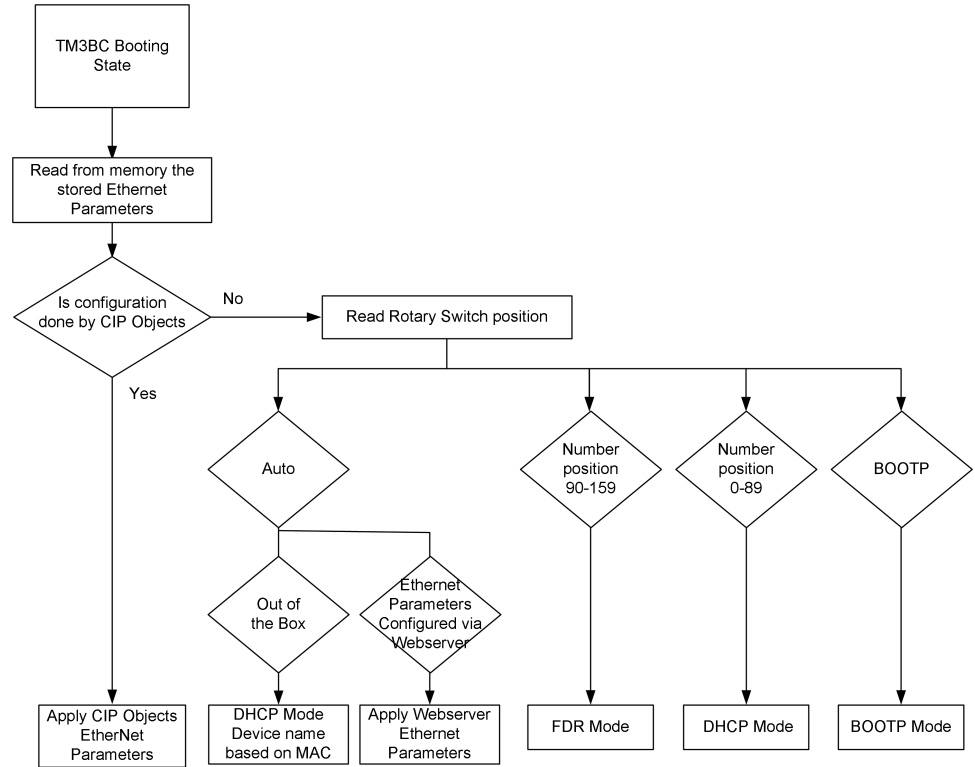 TM3BC Booting
State
Read from memory the
stored Ethernet
Parameters
Is configuration
done by CIP Objects
No
Yes
Read Rotary Switch position
Auto
Number
position
90-159
Number
position
0-89
BOOTP
Out of
the Box
Ethernet
Parameters
Configured via
Webserver
Apply CIP Objects
EtherNet
Parameters
DHCP Mode
Device name
based on MAC
Apply Webserver
Ethernet
Parameters
FDR Mode
DHCP Mode
BOOTP Mode